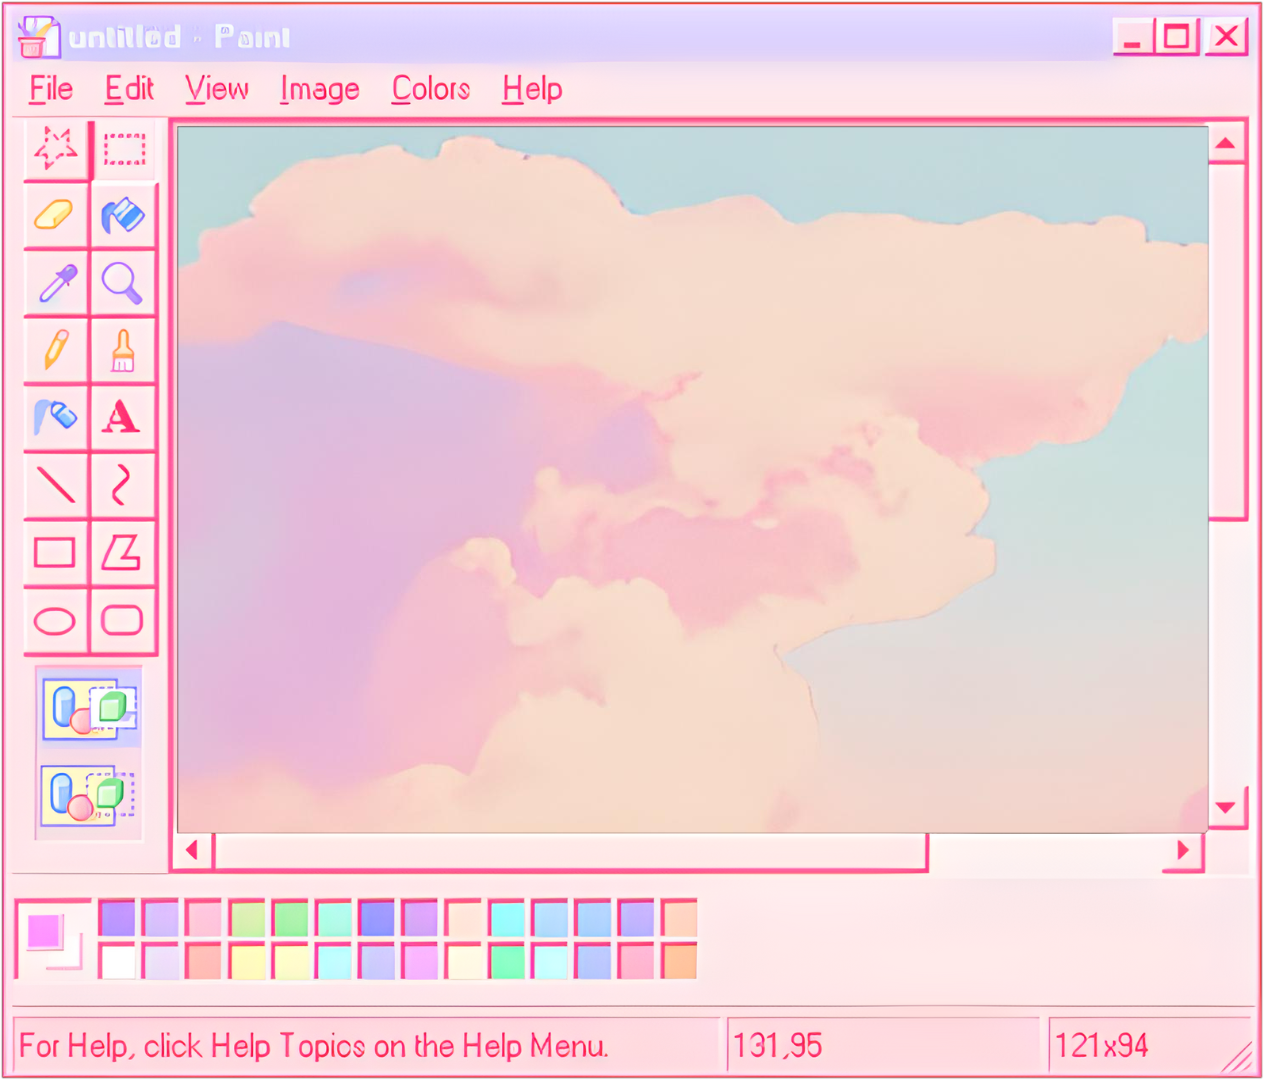 untitled - Paint
File Edit View Image Colors Help
A
For Help, click Help Topics on the Help Menu. 131,95 121x94